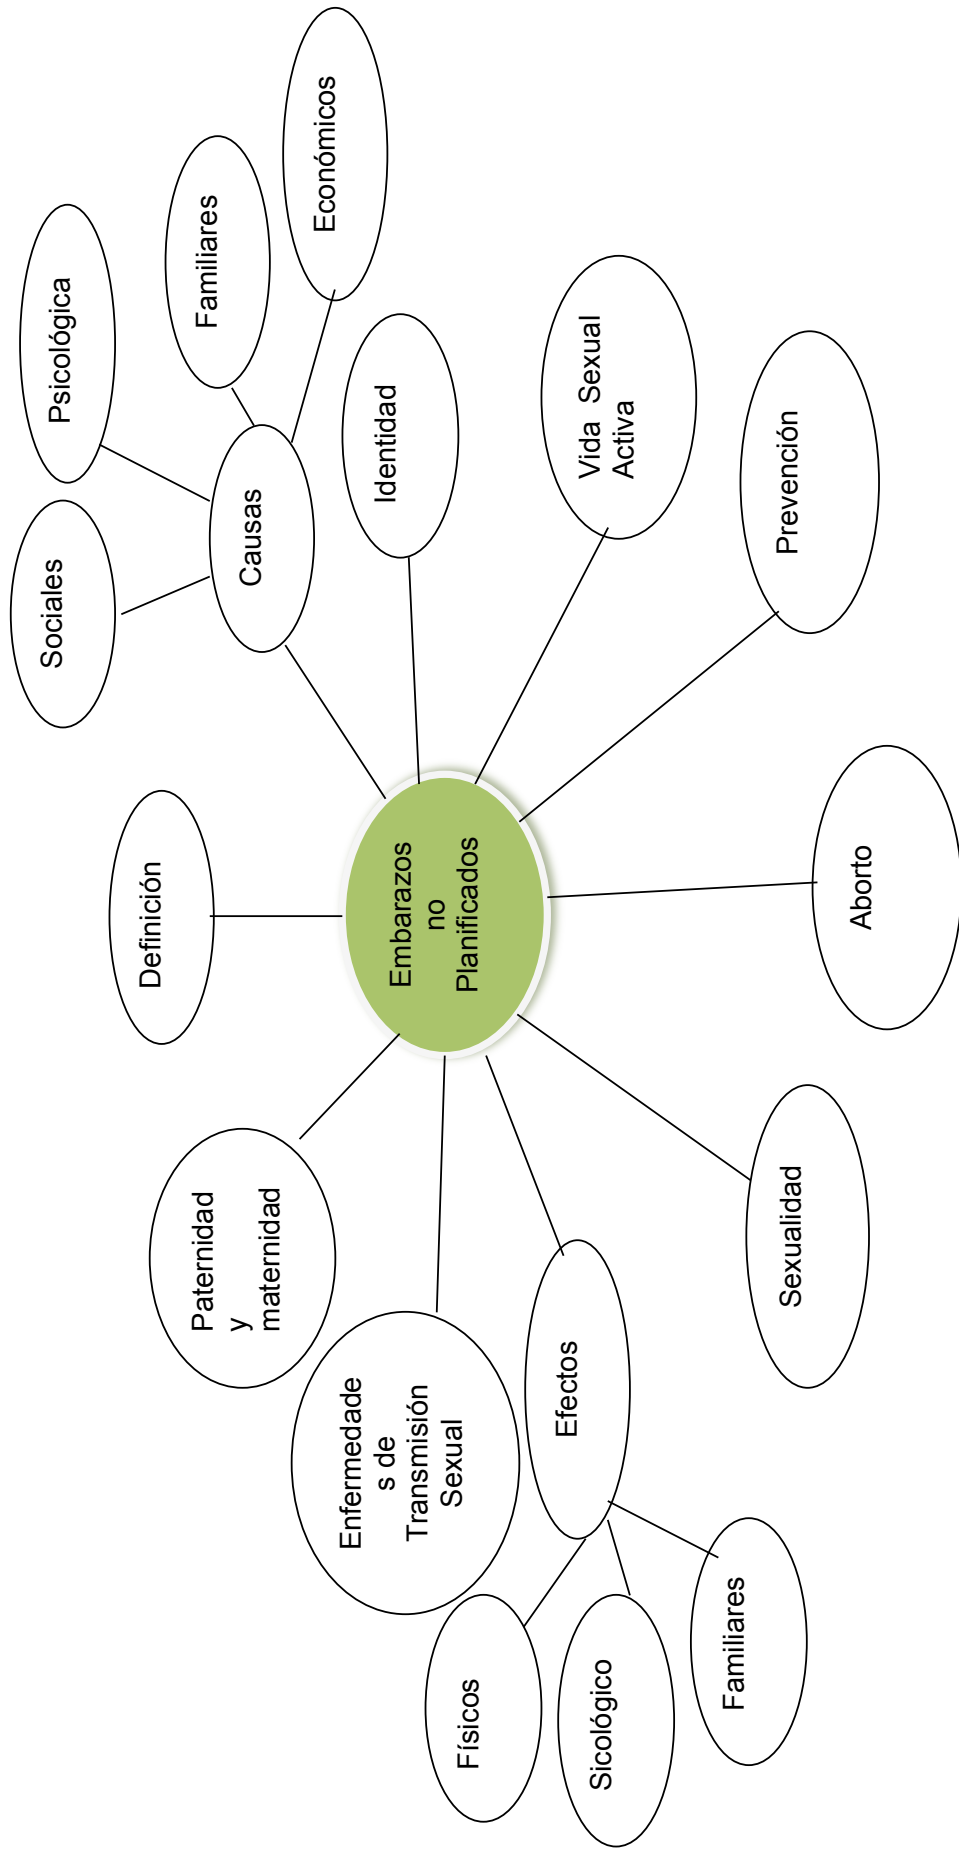 Sociales
Psicológica
Familiares
Económicos
Causas
Definición
Identidad
Vida Sexual
Activa
Prevención
Embarazos
no
Planificados
Aborto
Sexualidad
Paternidad
y
maternidad
Enfermedade
s de
Transmisión
Sexual
Efectos
Físicos
Sicológico
Familiares